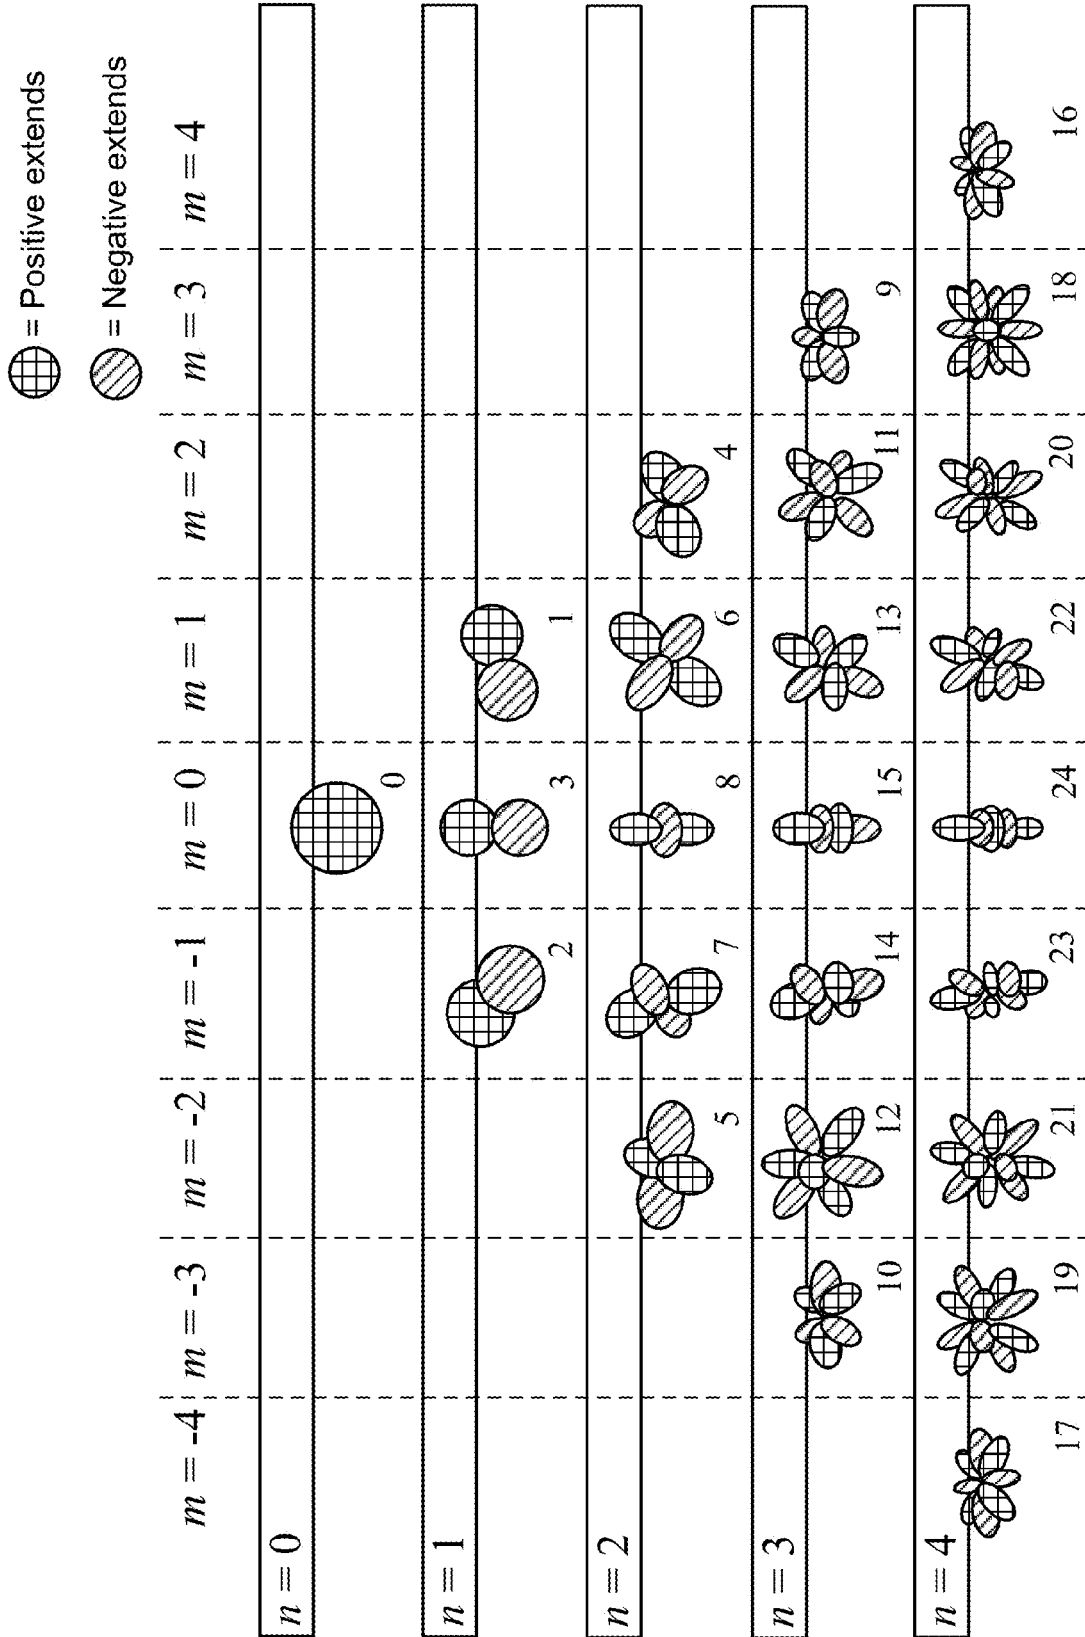 = Positive extends
= Negative extends
m = -4 m = -3 m = -2 m = -1 m = 0 m = 1 m = 2 m = 3 m = 4
n = 0
0
n = 1
2 3 1
n = 2
5 7 8 6 4
n = 3
10 12 14 15 13 11 9
n = 4
17 19 21 23 24 22 20 18 16